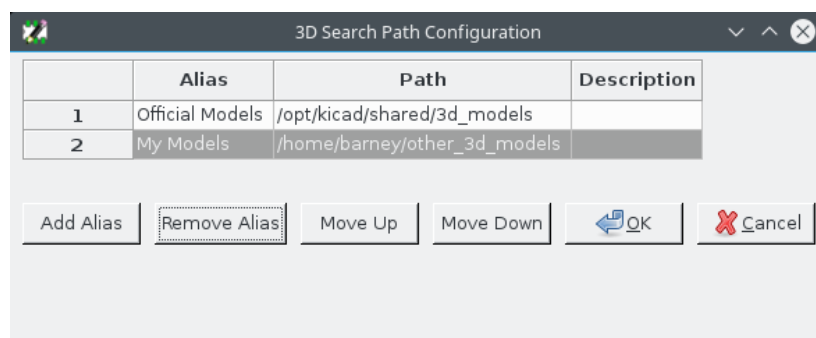 3D Search Path Configuration
Alias Path Description
1 Official Models /opt/kicad/shared/3d_models
2 My Models /home/barney/other_3d_models
Add Alias Remove Alias Move Up Move Down OK Cancel